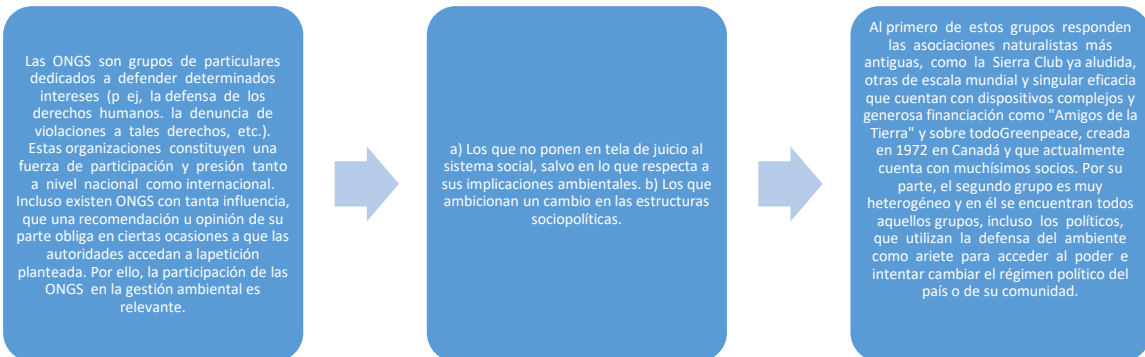 Las ONGS son grupos de particulares
dedicados a defender determinados
intereses (p ej, la defensa de los
derechos humanos. la denuncia de
violaciones a tales derechos, etc.).
Estas organizaciones constituyen una
fuerza de participación y presión tanto
a nivel nacional como internacional.
Incluso existen ONGS con tanta influencia,
que una recomendación u opinión de su
parte obliga en ciertas ocasiones a que las
autoridades accedan a lapetición
planteada. Por ello, la participación de las
ONGS en la gestión ambiental es
relevante.
a) Los que no ponen en tela de juicio al
sistema social, salvo en lo que respecta a
sus implicaciones ambientales. b) Los que
ambicionan un cambio en las estructuras
sociopolíticas.
Al primero de estos grupos responden
las asociaciones naturalistas más
antiguas, como la Sierra Club ya aludida,
otras de escala mundial y singular eficacia
que cuentan con dispositivos complejos y
generosa financiación como "Amigos de la
Tierra" y sobre todoGreenpeace, creada
en 1972 en Canadá y que actualmente
cuenta con muchísimos socios. Por su
parte, el segundo grupo es muy
heterogéneo y en él se encuentran todos
aquellos grupos, incluso los políticos,
que utilizan la defensa del ambiente
como ariete para acceder al poder e
intentar cambiar el régimen político del
país o de su comunidad.